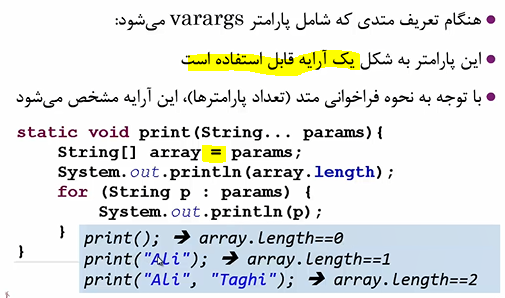 ● هنگام تعریف متدی که شامل پارامتر varargs می‌شود:
● این پارامتر به شکل یک آرایه قابل استفاده است
● با توجه به نحوه فراخوانی متد (تعداد پارامترها)، این آرایه مشخص می‌شود
static void print(String... params){
String[] array = params;
System.out.println(array.length);
for (String p : params) {
System.out.println(p);
}
print(); ➔ array.length==0
print("Ali"); ➔ array.length==1
}
print("Ali", "Taghi"); ➔ array.length==2